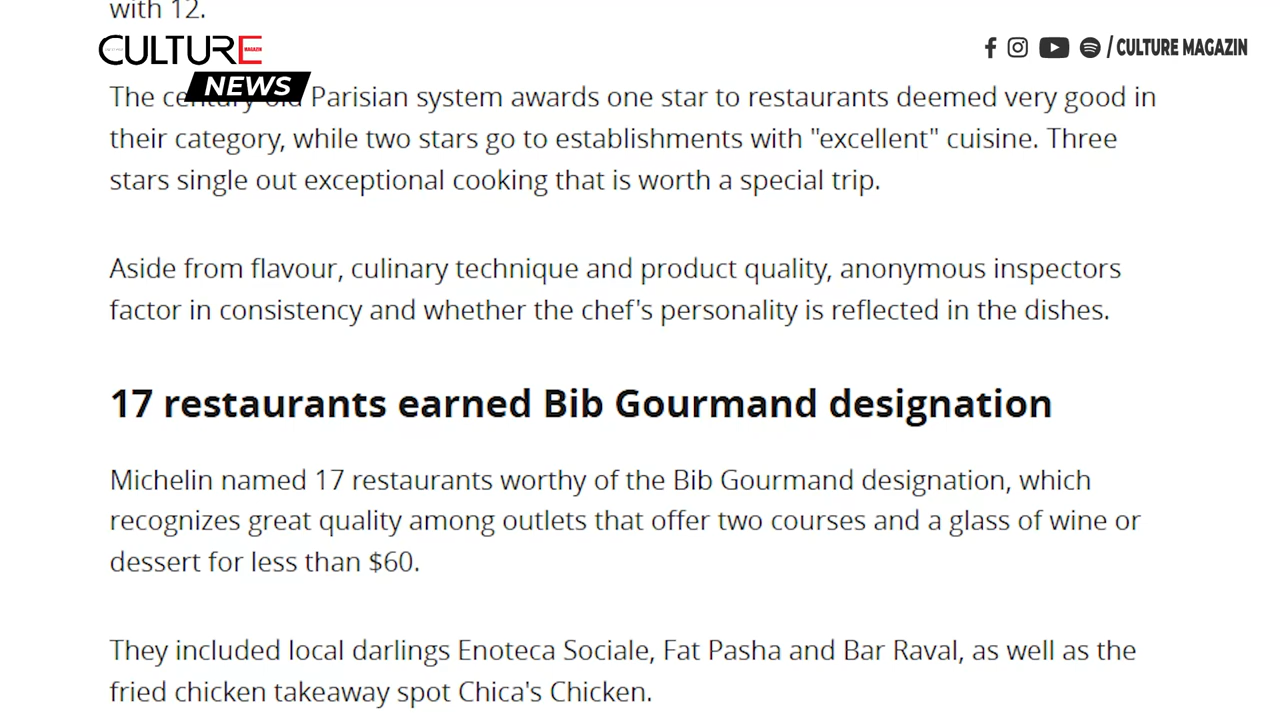 with 12.
CULTURE MAGAZIN
NEWS
/ CULTURE MAGAZIN
The century-old Parisian system awards one star to restaurants deemed very good in
their category, while two stars go to establishments with "excellent" cuisine. Three
stars single out exceptional cooking that is worth a special trip.
Aside from flavour, culinary technique and product quality, anonymous inspectors
factor in consistency and whether the chef's personality is reflected in the dishes.
17 restaurants earned Bib Gourmand designation
Michelin named 17 restaurants worthy of the Bib Gourmand designation, which
recognizes great quality among outlets that offer two courses and a glass of wine or
dessert for less than $60.
They included local darlings Enoteca Sociale, Fat Pasha and Bar Raval, as well as the
fried chicken takeaway spot Chica's Chicken.